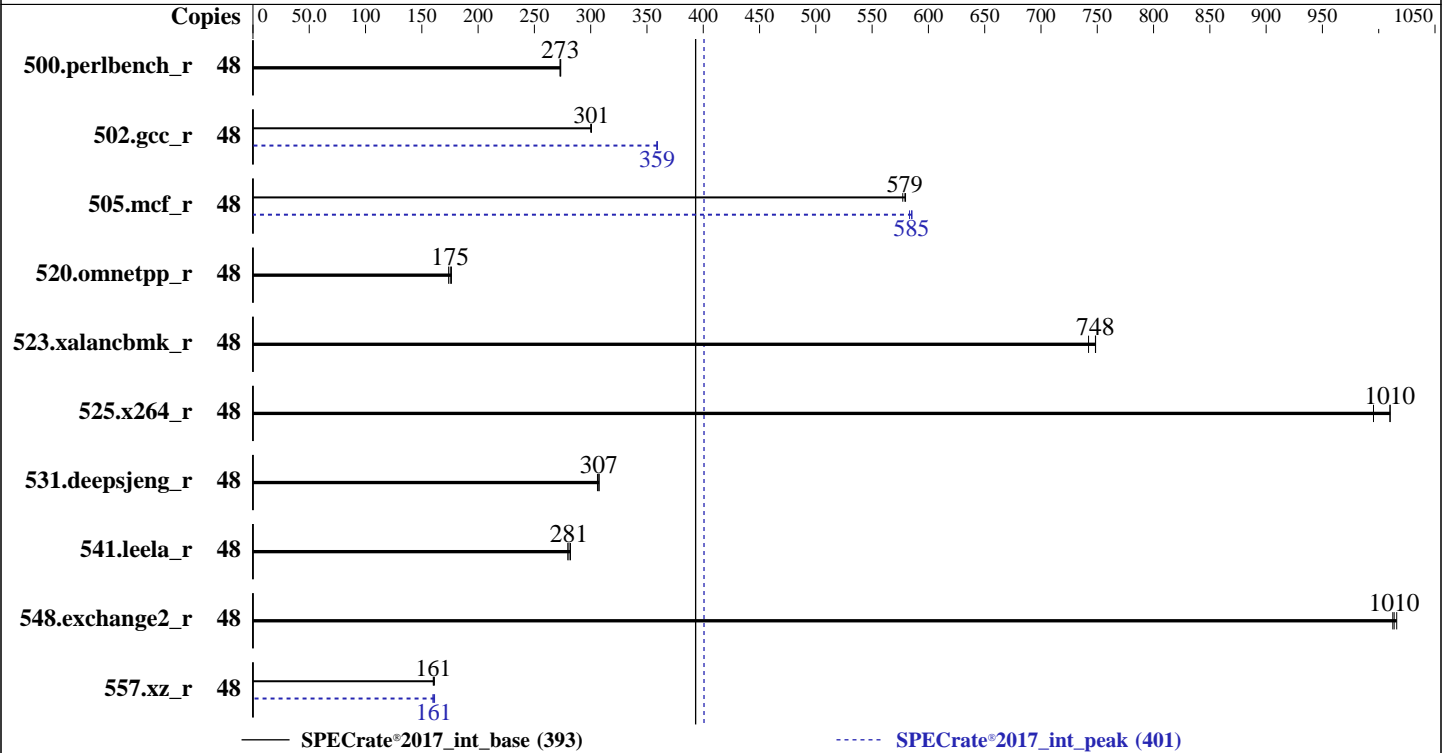 Copies 0 50.0 100 150 200 250 300 350 400 450 500 550 600 650 700 750 800 850 900 950 1050
273
500.perlbench_r 48
301
502.gcc_r 48
359
579
505.mcf_r 48
585
175
520.omnetpp_r 48
748
523.xalancbmk_r 48
1010
525.x264_r 48
307
531.deepsjeng_r 48
281
541.leela_r 48
1010
548.exchange2_r 48
161
557.xz_r 48
161
SPECrate®2017_int_base (393) SPECrate®2017_int_peak (401)